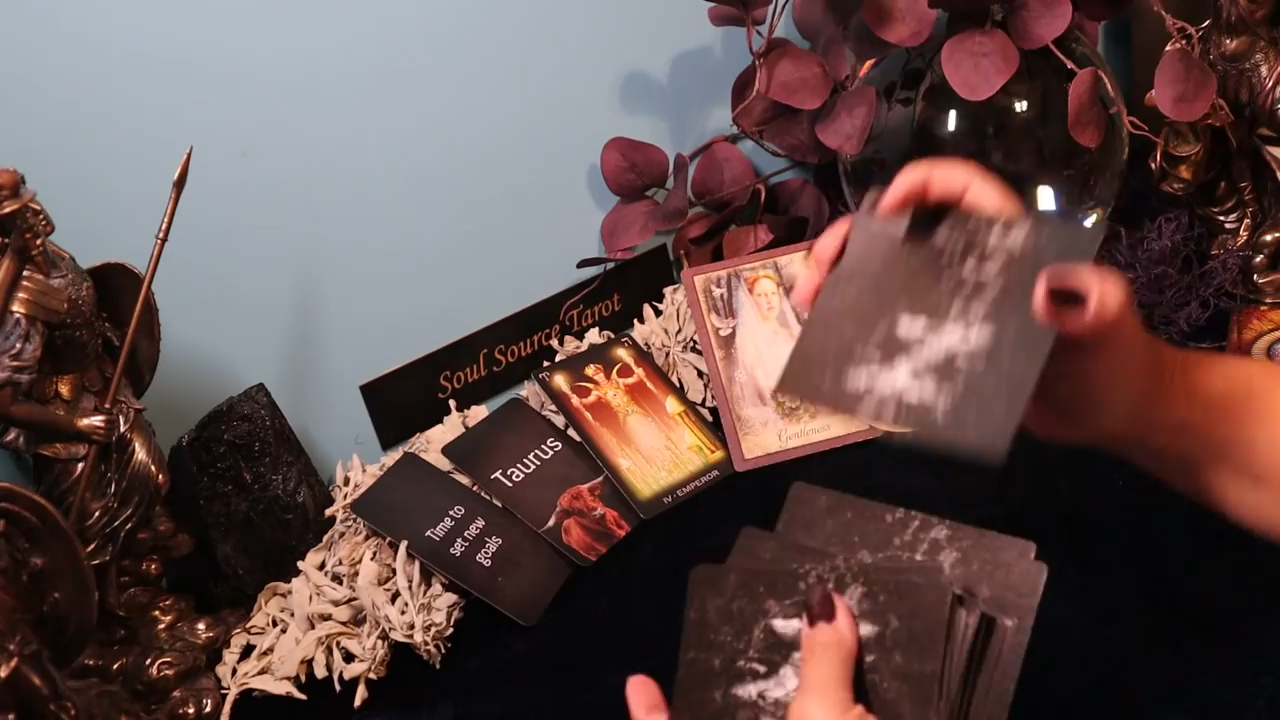 Soul Source Tarot
Time to
set new
goals
Taurus
IV · EMPEROR
Gentleness